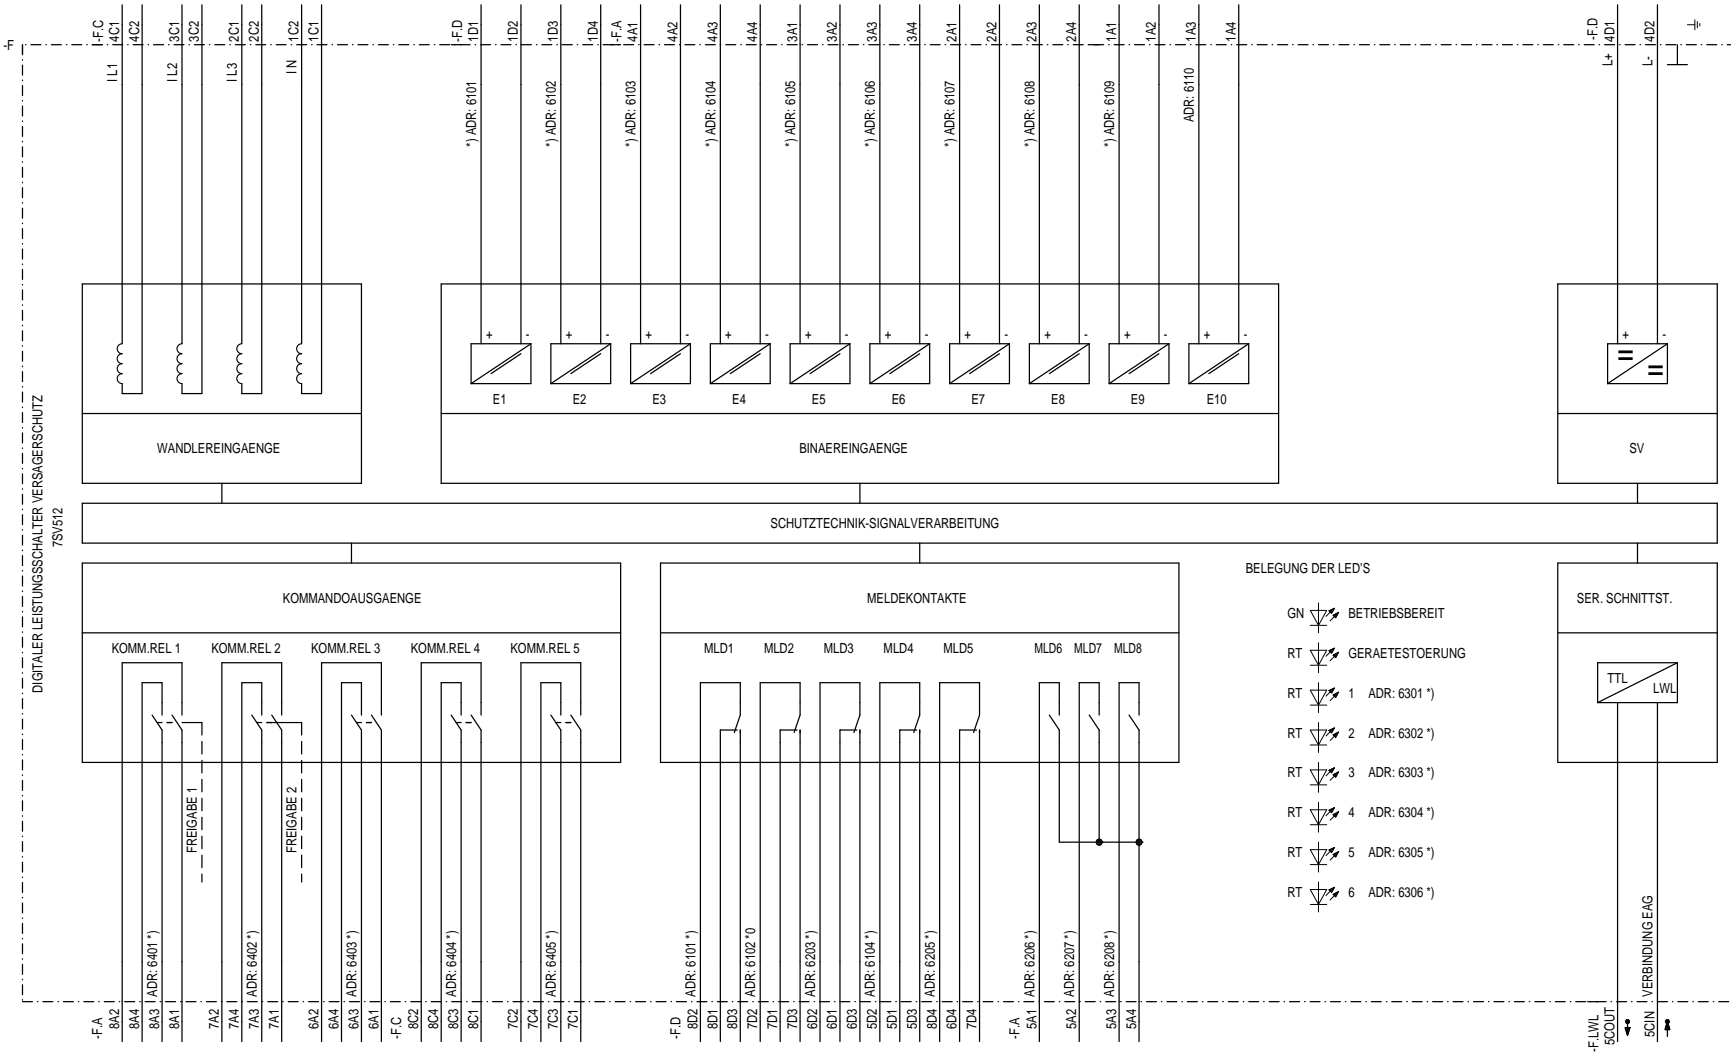 -F
-F.C
4C1
4C2
3C1
3C2
2C1
2C2
1C2
1C1
-F.D
1D1
1D2
1D3
1D4
-F.A
4A1
4A2
4A3
4A4
3A1
3A2
3A3
3A4
2A1
2A2
2A3
2A4
1A1
1A2
1A3
1A4
-F.D
4D1
4D2
I L1
I L2
I L3
I N
*) ADR: 6101
*) ADR: 6102
*) ADR: 6103
*) ADR: 6104
*) ADR: 6105
*) ADR: 6106
*) ADR: 6107
*) ADR: 6108
*) ADR: 6109
ADR: 6110
L+
L-
+ - + - + - + - + - + - + - + - + - + - + -
E1 E2 E3 E4 E5 E6 E7 E8 E9 E10
WANDLEREINGAENGE
BINAEREINGAENGE
SV
DIGITALER LEISTUNGSSCHALTER VERSAGERSCHUTZ
7SV512
SCHUTZTECHNIK-SIGNALVERARBEITUNG
KOMMANDOAUSGAENGE
KOMM.REL 1
KOMM.REL 2
KOMM.REL 3
KOMM.REL 4
KOMM.REL 5
FREIGABE 1
FREIGABE 2
MELDEKONTAKTE
MLD1 MLD2 MLD3 MLD4 MLD5 MLD6 MLD7 MLD8
BELEGUNG DER LED'S
GN BETRIEBSBEREIT
RT GERAETESTOERUNG
RT 1 ADR: 6301 *)
RT 2 ADR: 6302 *)
RT 3 ADR: 6303 *)
RT 4 ADR: 6304 *)
RT 5 ADR: 6305 *)
RT 6 ADR: 6306 *)
SER. SCHNITTST.
TTL
LWL
ADR: 6401 *)
ADR: 6402 *)
ADR: 6403 *)
ADR: 6404 *)
ADR: 6405 *)
ADR: 6101 *)
ADR: 6102 *0
ADR: 6203 *)
ADR: 6104 *)
ADR: 6205 *)
ADR: 6206 *)
ADR: 6207 *)
ADR: 6208 *)
VERBINDUNG EAG
-F.A
8A2
8A4
8A3
8A1
7A2
7A4
7A3
7A1
6A2
6A4
6A3
6A1
-F.C
8C2
8C4
8C3
8C1
7C2
7C4
7C3
7C1
-F.D
8D2
8D1
8D3
7D2
7D1
7D3
6D2
6D1
6D3
5D2
5D1
5D3
8D4
6D4
7D4
-F.A
5A1
5A2
5A3
5A4
-F.LWL
5COUT
5CIN